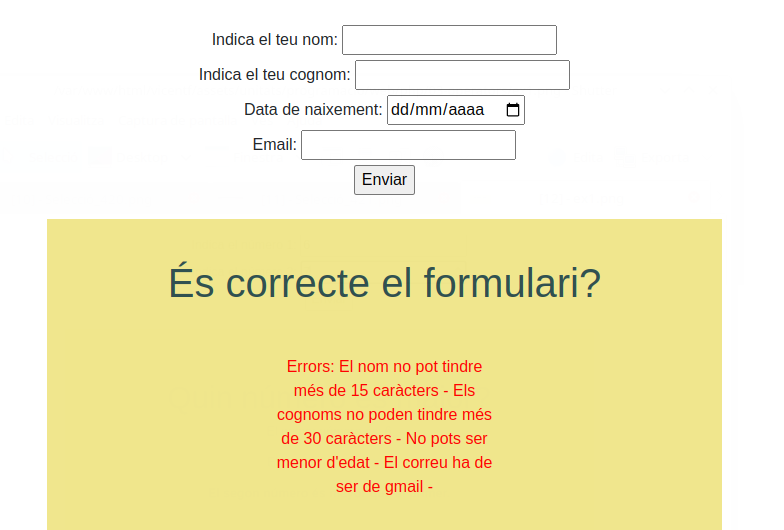 Indica el teu nom:
Indica el teu cognom:
Data de naixement: dd/mm/aaaa
Email:
Enviar
És correcte el formulari?
Errors: El nom no pot tindre
més de 15 caràcters - Els
cognoms no poden tindre més
de 30 caràcters - No pots ser
menor d'edat - El correu ha de
ser de gmail -